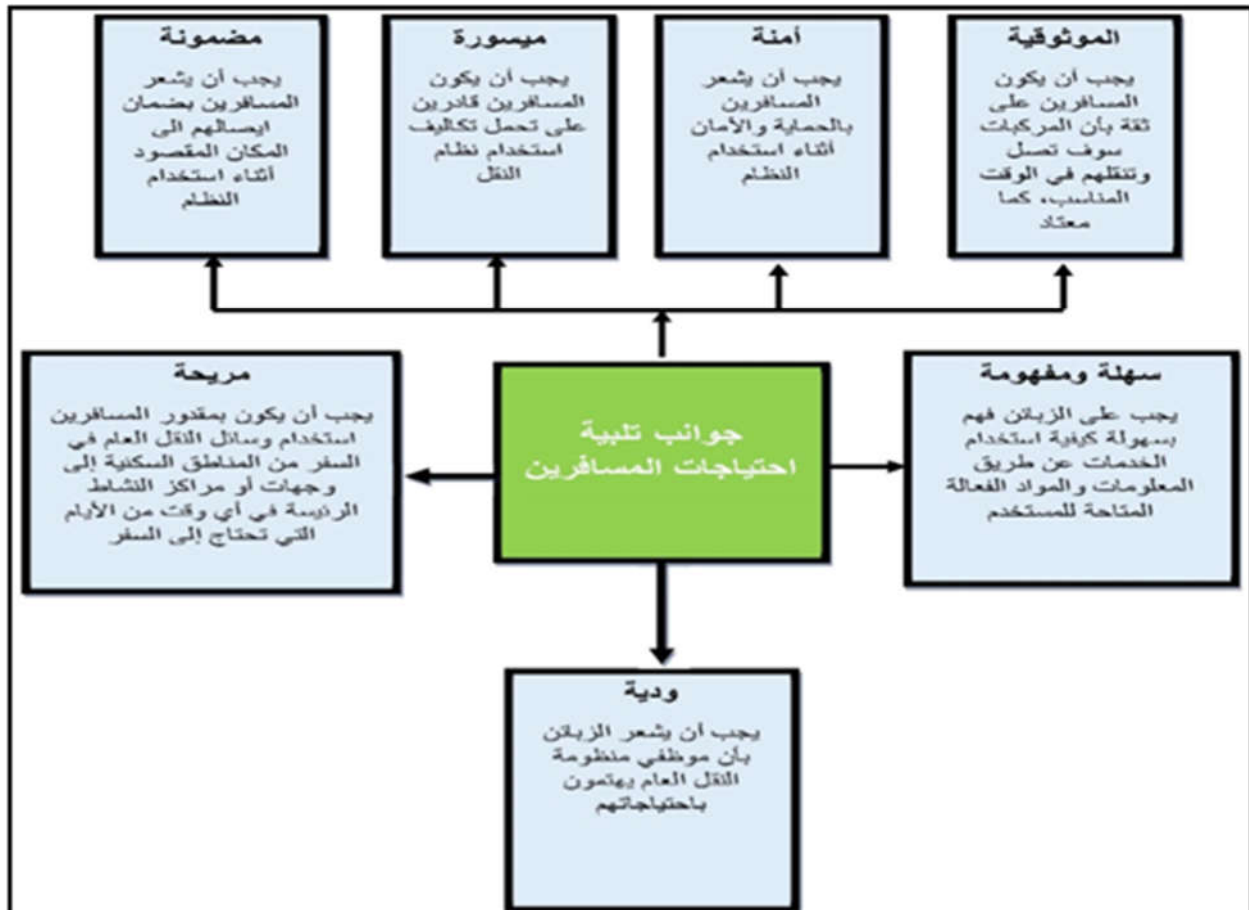 الموثوقية
يجب أن يكون
المسافرين على
ثقة بأن المركبات
سوف تصل
وتنقلهم في الوقت
المناسب، كما
معتاد
أمنة
يجب أن يشعر
المسافرين
بالحماية والأمان
أثناء استخدام
النظام
ميسورة
يجب أن يكون
المسافرين قادرين
على تحمل تكاليف
استخدام نظام
النقل
مضمونة
يجب أن يشعر
المسافرين بضمان
ايصالهم الى
المكان المقصود
أثناء استخدام
النظام
سهلة ومفهومة
يجب على الزبائن فهم
بسهولة كيفية استخدام
الخدمات عن طريق
المعلومات والمواد الفعالة
المتاحة للمستخدم
جوانب تلبية
احتياجات المسافرين
مريحة
يجب أن يكون بمقدور المسافرين
استخدام وسائل النقل العام في
السفر من المناطق السكنية إلى
وجهات أو مراكز النشاط
الرئيسة في أي وقت من الأيام
التي تحتاج إلى السفر
ودية
يجب أن يشعر الزبائن
بأن موظفي منظومة
النقل العام يهتمون
باحتياجاتهم